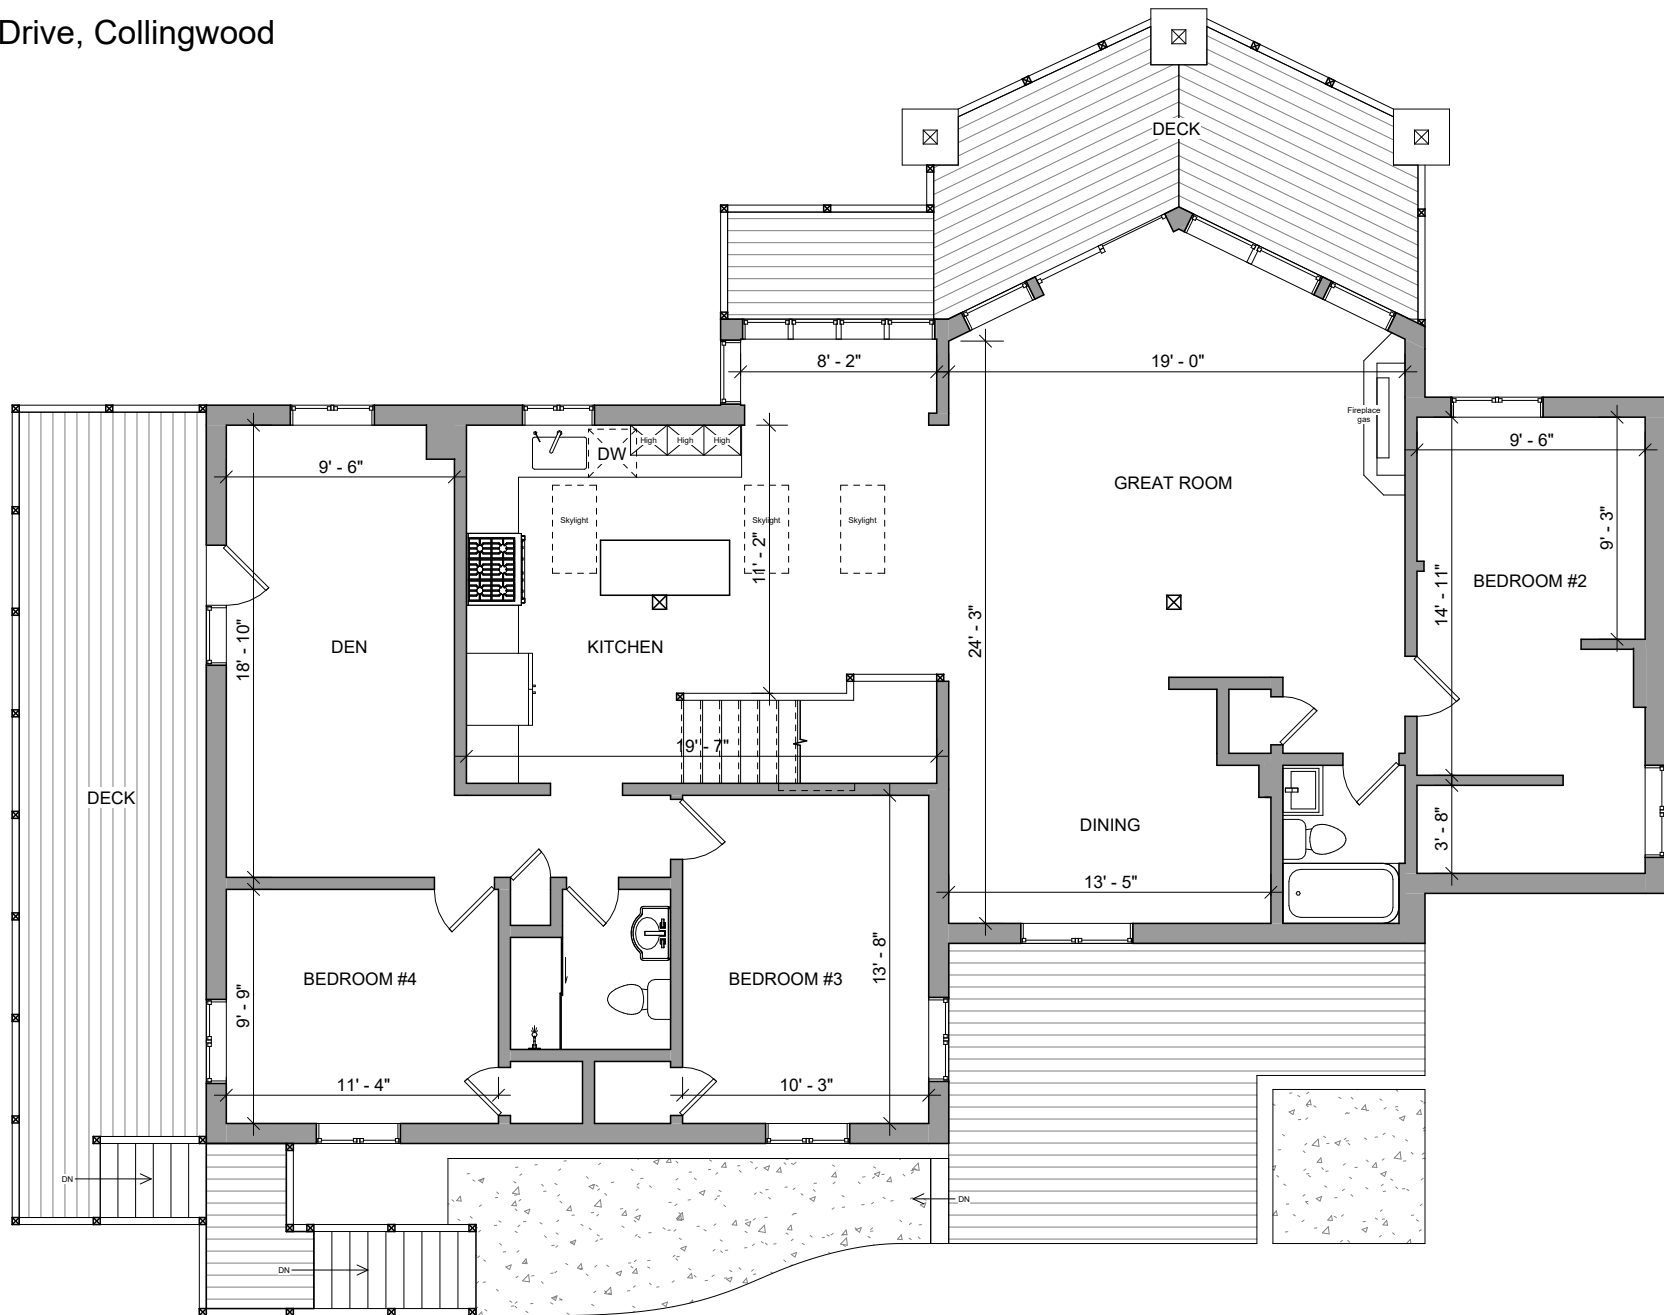 Drive, Collingwood
DECK
8' - 2"
19' - 0"
Fireplace
gas
9' - 6"
9' - 6"
DW
High
High
High
GREAT ROOM
Skylight
Skylight
Skylight
9' - 3"
11' - 2"
BEDROOM #2
14' - 11"
18' - 10"
DEN
KITCHEN
24' - 3"
19' - 7"
DECK
DINING
3' - 8"
13' - 5"
BEDROOM #4
BEDROOM #3
13' - 8"
9' - 9"
11' - 4"
10' - 3"
DN
DN
DN